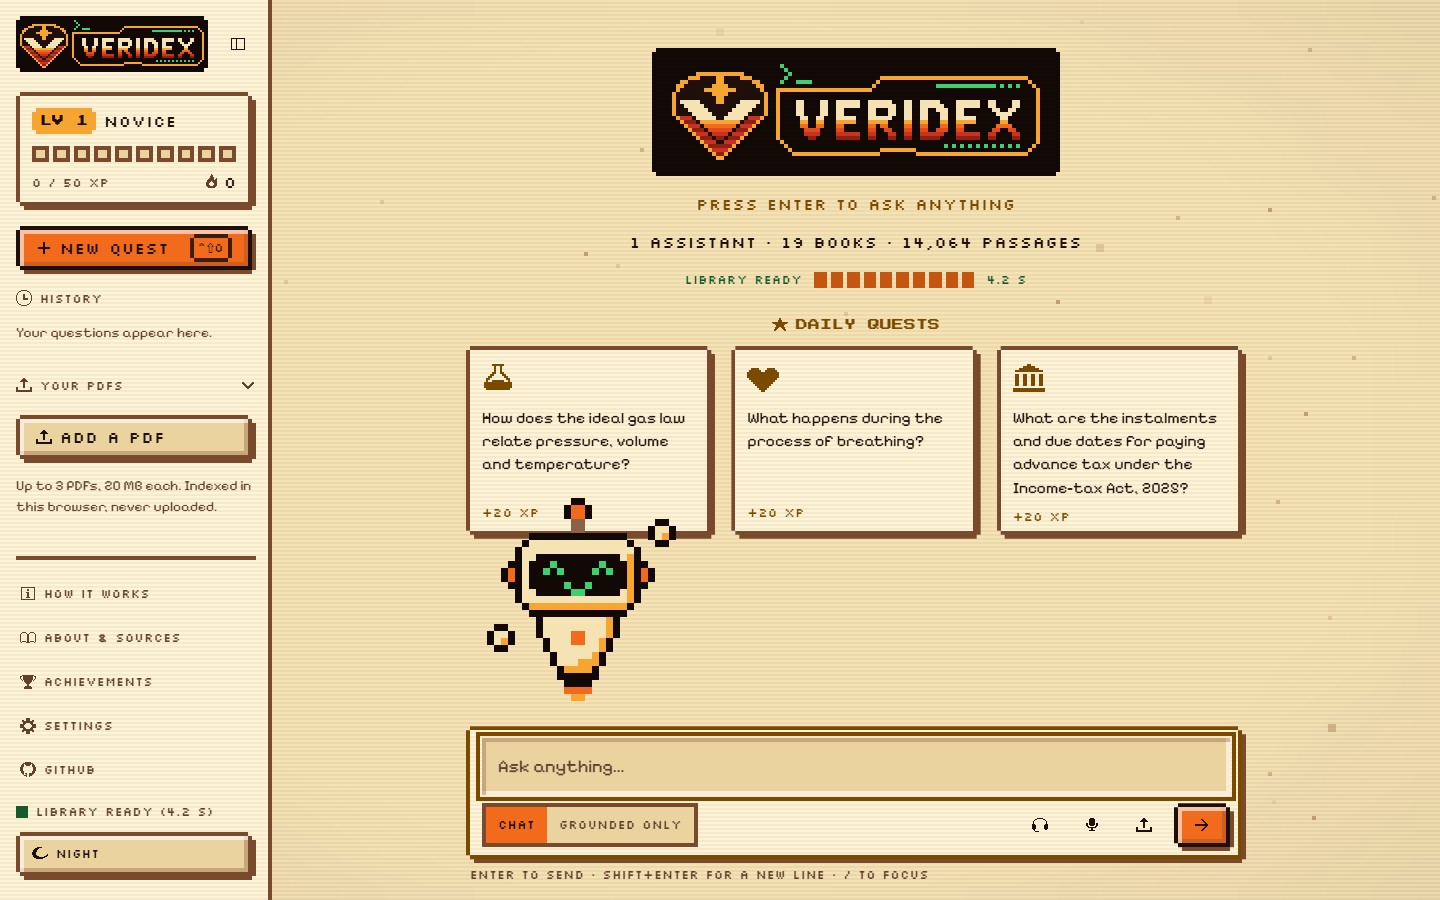 VERIDEX
LV 1 NOVICE
0 / 50 XP 0
+ NEW QUEST ^⇧O
HISTORY
Your questions appear here.
YOUR PDFS
ADD A PDF
Up to 3 PDFs, 20 MB each. Indexed in
this browser, never uploaded.
HOW IT WORKS
ABOUT & SOURCES
ACHIEVEMENTS
SETTINGS
GITHUB
LIBRARY READY (4.2 S)
NIGHT
>_
VERIDEX
PRESS ENTER TO ASK ANYTHING
1 ASSISTANT · 19 BOOKS · 14,064 PASSAGES
LIBRARY READY 4.2 S
DAILY QUESTS
How does the ideal gas law
relate pressure, volume
and temperature?
+20 XP
What happens during the
process of breathing?
+20 XP
What are the instalments
and due dates for paying
advance tax under the
Income-tax Act, 2025?
+20 XP
Ask anything...
CHAT GROUNDED ONLY
ENTER TO SEND · SHIFT+ENTER FOR A NEW LINE · / TO FOCUS